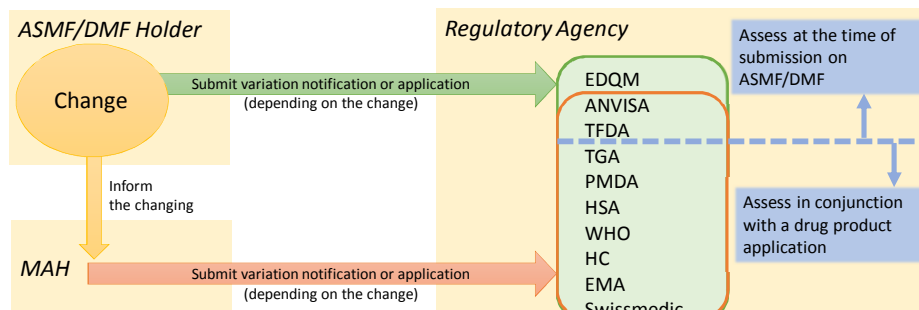 ASMF/DMF Holder
Change
Submit variation notification or application
(depending on the change)
Inform
the changing
MAH
Submit variation notification or application
(depending on the change)
Regulatory Agency
EDQM
ANVISA
TFDA
TGA
PMDA
HSA
WHO
HC
EMA
Swissmedic
Assess at the time of
submission on
ASMF/DMF
Assess in conjunction
with a drug product
application